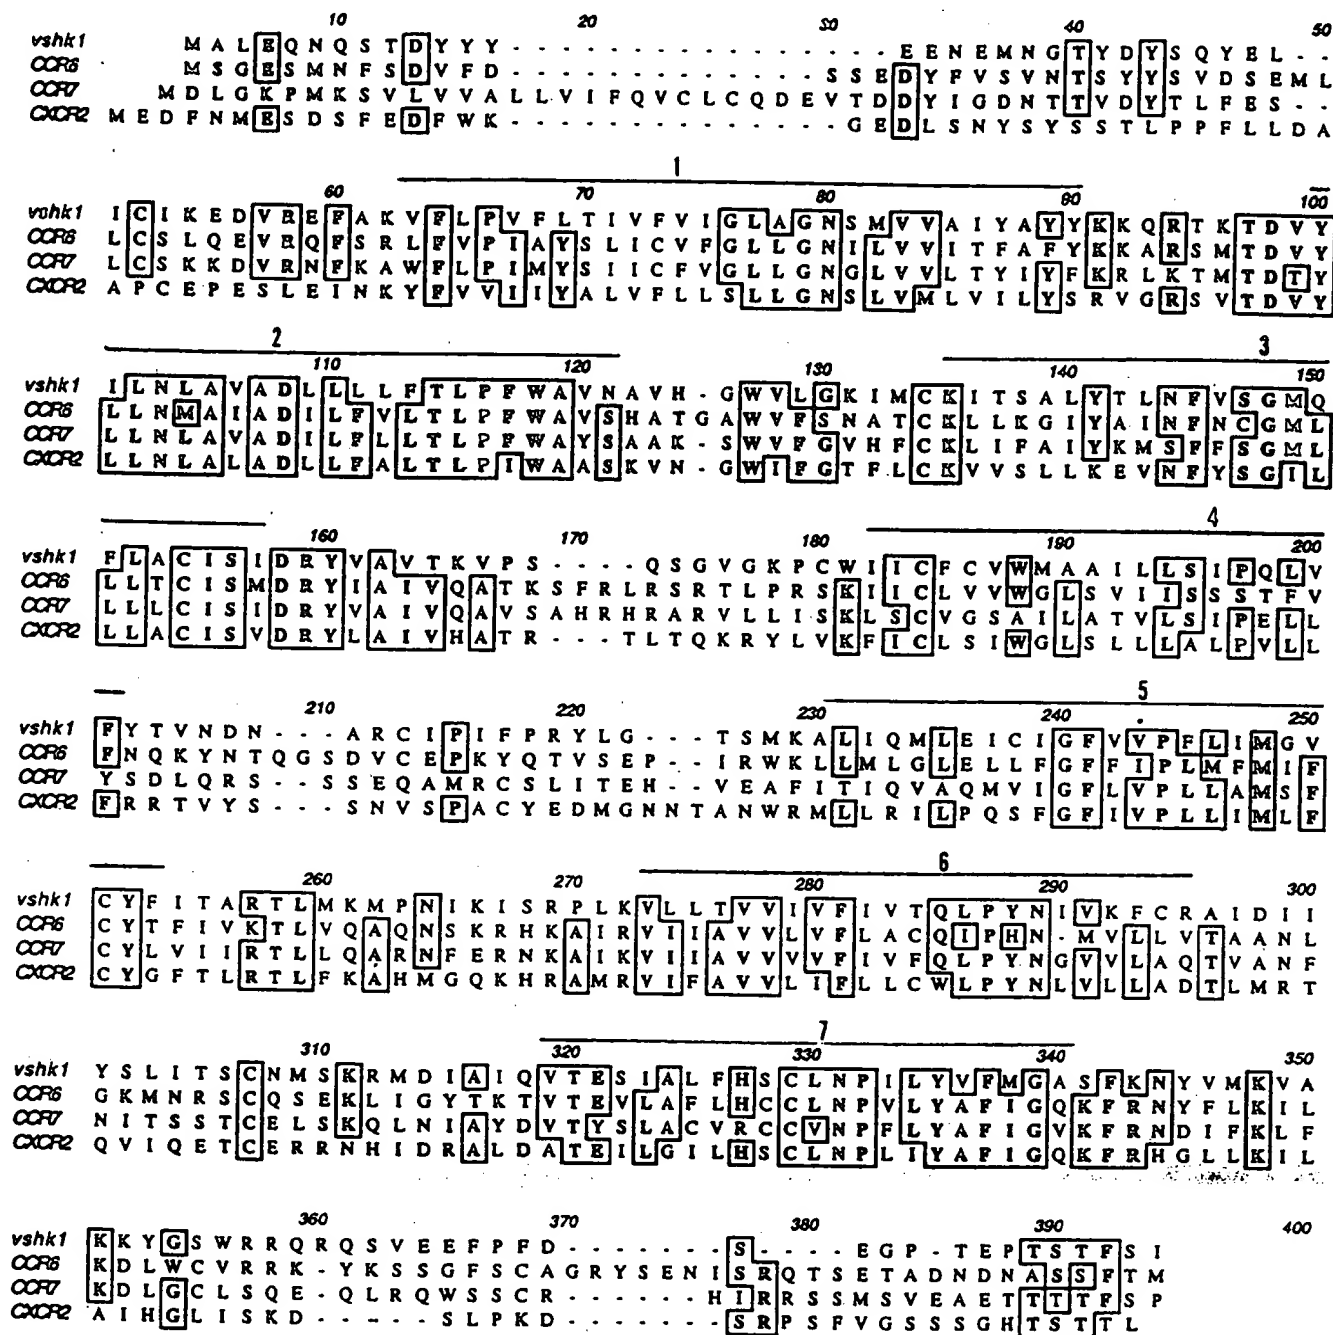 10 20 30 40 50
vshk1 M A L E Q N Q S T D Y Y Y - - - - - - - - - - - - - - - - E E N E M N G T Y D Y S Q Y E L - -
CCR6 M S G E S M N F S D V F D - - - - - - - - - - - - - S S E D Y F V S V N T S Y Y S V D S E M L
CCR7 M D L G K P M K S V L V V A L L V I F Q V C L C Q D E V T D D Y I G D N T T V D Y T L F E S - -
CXCR2 M E D F N M E S D S F E D F W K - - - - - - - - - - - - - - G E D L S N Y S Y S S T L P P F L L D A
1
60 70 80 90 100
vshk1 I C I K E D V R E F A K V F L P V F L T I V F V I G L A G N S M V V A I Y A Y Y K K Q R T K T D V Y
CCR6 L C S L Q E V R Q F S R L F V P I A Y S L I C V F G L L G N I L V V I T F A F Y K K A R S M T D V Y
CCR7 L C S K K D V R N F K A W F L P I M Y S I I C F V G L L G N G L V V L T Y I Y F K R L K T M T D T Y
CXCR2 A P C E P E S L E I N K Y F V V I I Y A L V F L L S L L G N S L V M L V I L Y S R V G R S V T D V Y
2 3
110 120 130 140 150
vshk1 I L N L A V A D L L L L F T L P F W A V N A V H - G W V L G K I M C K I T S A L Y T L N F V S G M Q
CCR6 L L N M A I A D I L F V L T L P F W A V S H A T G A W V F S N A T C K L L K G I Y A I N F N C G M L
CCR7 L L N L A V A D I L F L L T L P F W A Y S A A K - S W V F G V H F C K L I F A I Y K M S F F S G M L
CXCR2 L L N L A L A D L L F A L T L P I W A A S K V N - G W I F G T F L C K V V S L L K E V N F Y S G I L
4
160 170 180 190 200
vshk1 F L A C I S I D R Y V A V T K V P S - - - - Q S G V G K P C W I I C F C V W M A A I L L S I P Q L V
CCR6 L L T C I S M D R Y I A I V Q A T K S F R L R S R T L P R S K I I C L V V W G L S V I I S S S T F V
CCR7 L L L C I S I D R Y V A I V Q A V S A H R H R A R V L L I S K L S C V G S A I L A T V L S I P E L L
CXCR2 L L A C I S V D R Y L A I V H A T R - - - T L T Q K R Y L V K F I C L S I W G L S L L L A L P V L L
5
210 220 230 240 250
vshk1 F Y T V N D N - - - A R C I P I F P R Y L G - - T S M K A L I Q M L E I C I G F V V P F L I M G V
CCR6 F N Q K Y N T Q G S D V C E P K Y Q T V S E P - - I R W K L L M L G L E L L F G F F I P L M F M I F
CCR7 Y S D L Q R S - - S S E Q A M R C S L I T E H - - V E A F I T I Q V A Q M V I G F L V P L L A M S F
CXCR2 F R R T V Y S - - - S N V S P A C Y E D M G N N T A N W R M L L R I L P Q S F G F I V P L L I M L F
6
260 270 280 290 300
vshk1 C Y F I T A R T L M K M P N I K I S R P L K V L L T V V I V F I V T Q L P Y N I V K F C R A I D I I
CCR6 C Y T F I V K T L V Q A Q N S K R H K A I R V I I A V V L V F L A C Q I P H N - M V L L V T A A N L
CCR7 C Y L V I I R T L L Q A R N F E R N K A I K V I I A V V V V F I V F Q L P Y N G V V L A Q T V A N F
CXCR2 C Y G F T L R T L F K A H M G Q K H R A M R V I F A V V L I F L L C W L P Y N L V L L A D T L M R T
7
310 320 330 340 350
vshk1 Y S L I T S C N M S K R M D I A I Q V T E S I A L F H S C L N P I L Y V F M G A S F K N Y V M K V A
CCR6 G K M N R S C Q S E K L I G Y T K T V T E V L A F L H C C L N P V L Y A F I G Q K F R N Y F L K I L
CCR7 N I T S S T C E L S K Q L N I A Y D V T Y S L A C V R C C V N P F L Y A F I G V K F R N D I F K L F
CXCR2 Q V I Q E T C E R R N H I D R A L D A T E I L G I L H S C L N P L I Y A F I G Q K F R H G L L K I L
360 370 380 390 400
vshk1 K K Y G S W R R Q R Q S V E E F P F D - - - - - - - S - - - - E G P - T E P T S T F S I
CCR6 K D L W C V R R K - Y K S S G F S C A G R Y S E N I S R Q T S E T A D N D N A S S F T M
CCR7 K D L G C L S Q E - Q L R Q W S S C R - - - - - - H I R R S S M S V E A E T T T T F S P
CXCR2 A I H G L I S K D - - - - - S L P K D - - - - - - - S R P S F V G S S S G H T S T T L